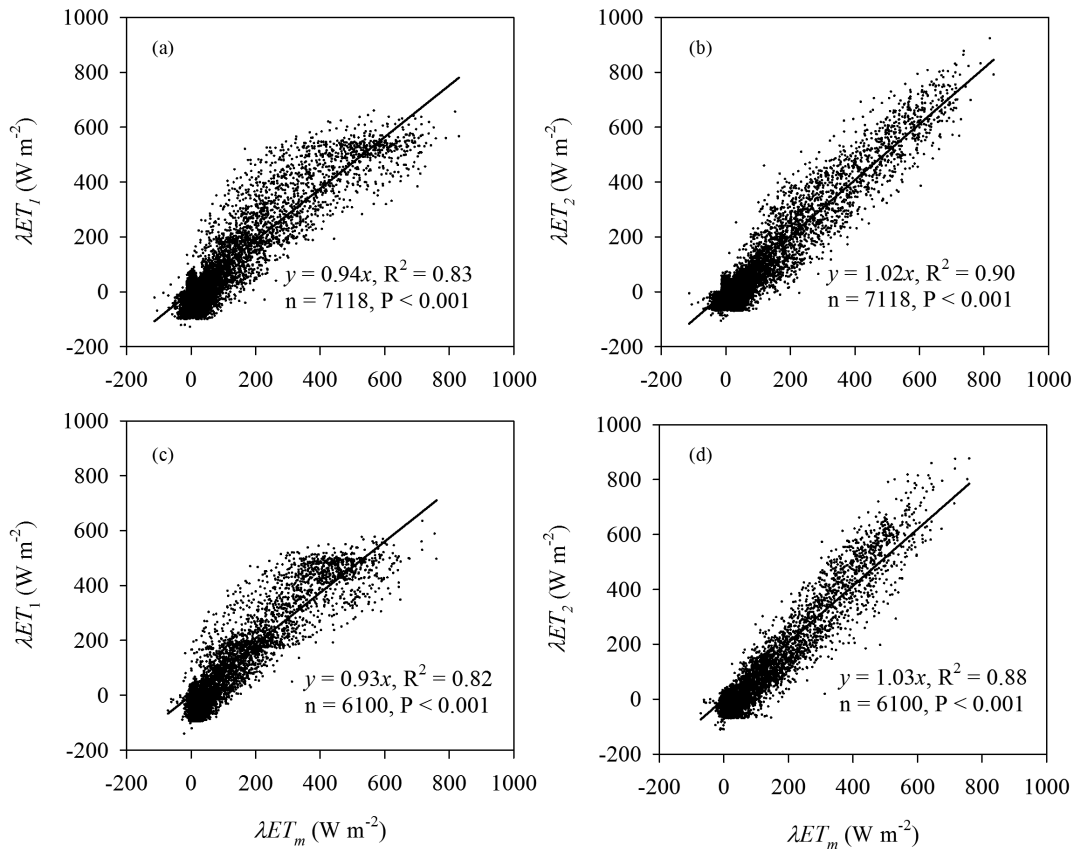 (a)
1000
800
600
400
200
0
-200
-200 0 200 400 600 800 1000
λET₁ (W m⁻²)
y = 0.94x, R² = 0.83
n = 7118, P < 0.001
(b)
1000
800
600
400
200
0
-200
-200 0 200 400 600 800 1000
λET₂ (W m⁻²)
y = 1.02x, R² = 0.90
n = 7118, P < 0.001
(c)
1000
800
600
400
200
0
-200
-200 0 200 400 600 800 1000
λET₁ (W m⁻²)
y = 0.93x, R² = 0.82
n = 6100, P < 0.001
λETₘ (W m⁻²)
(d)
1000
800
600
400
200
0
-200
-200 0 200 400 600 800 1000
λET₂ (W m⁻²)
y = 1.03x, R² = 0.88
n = 6100, P < 0.001
λETₘ (W m⁻²)